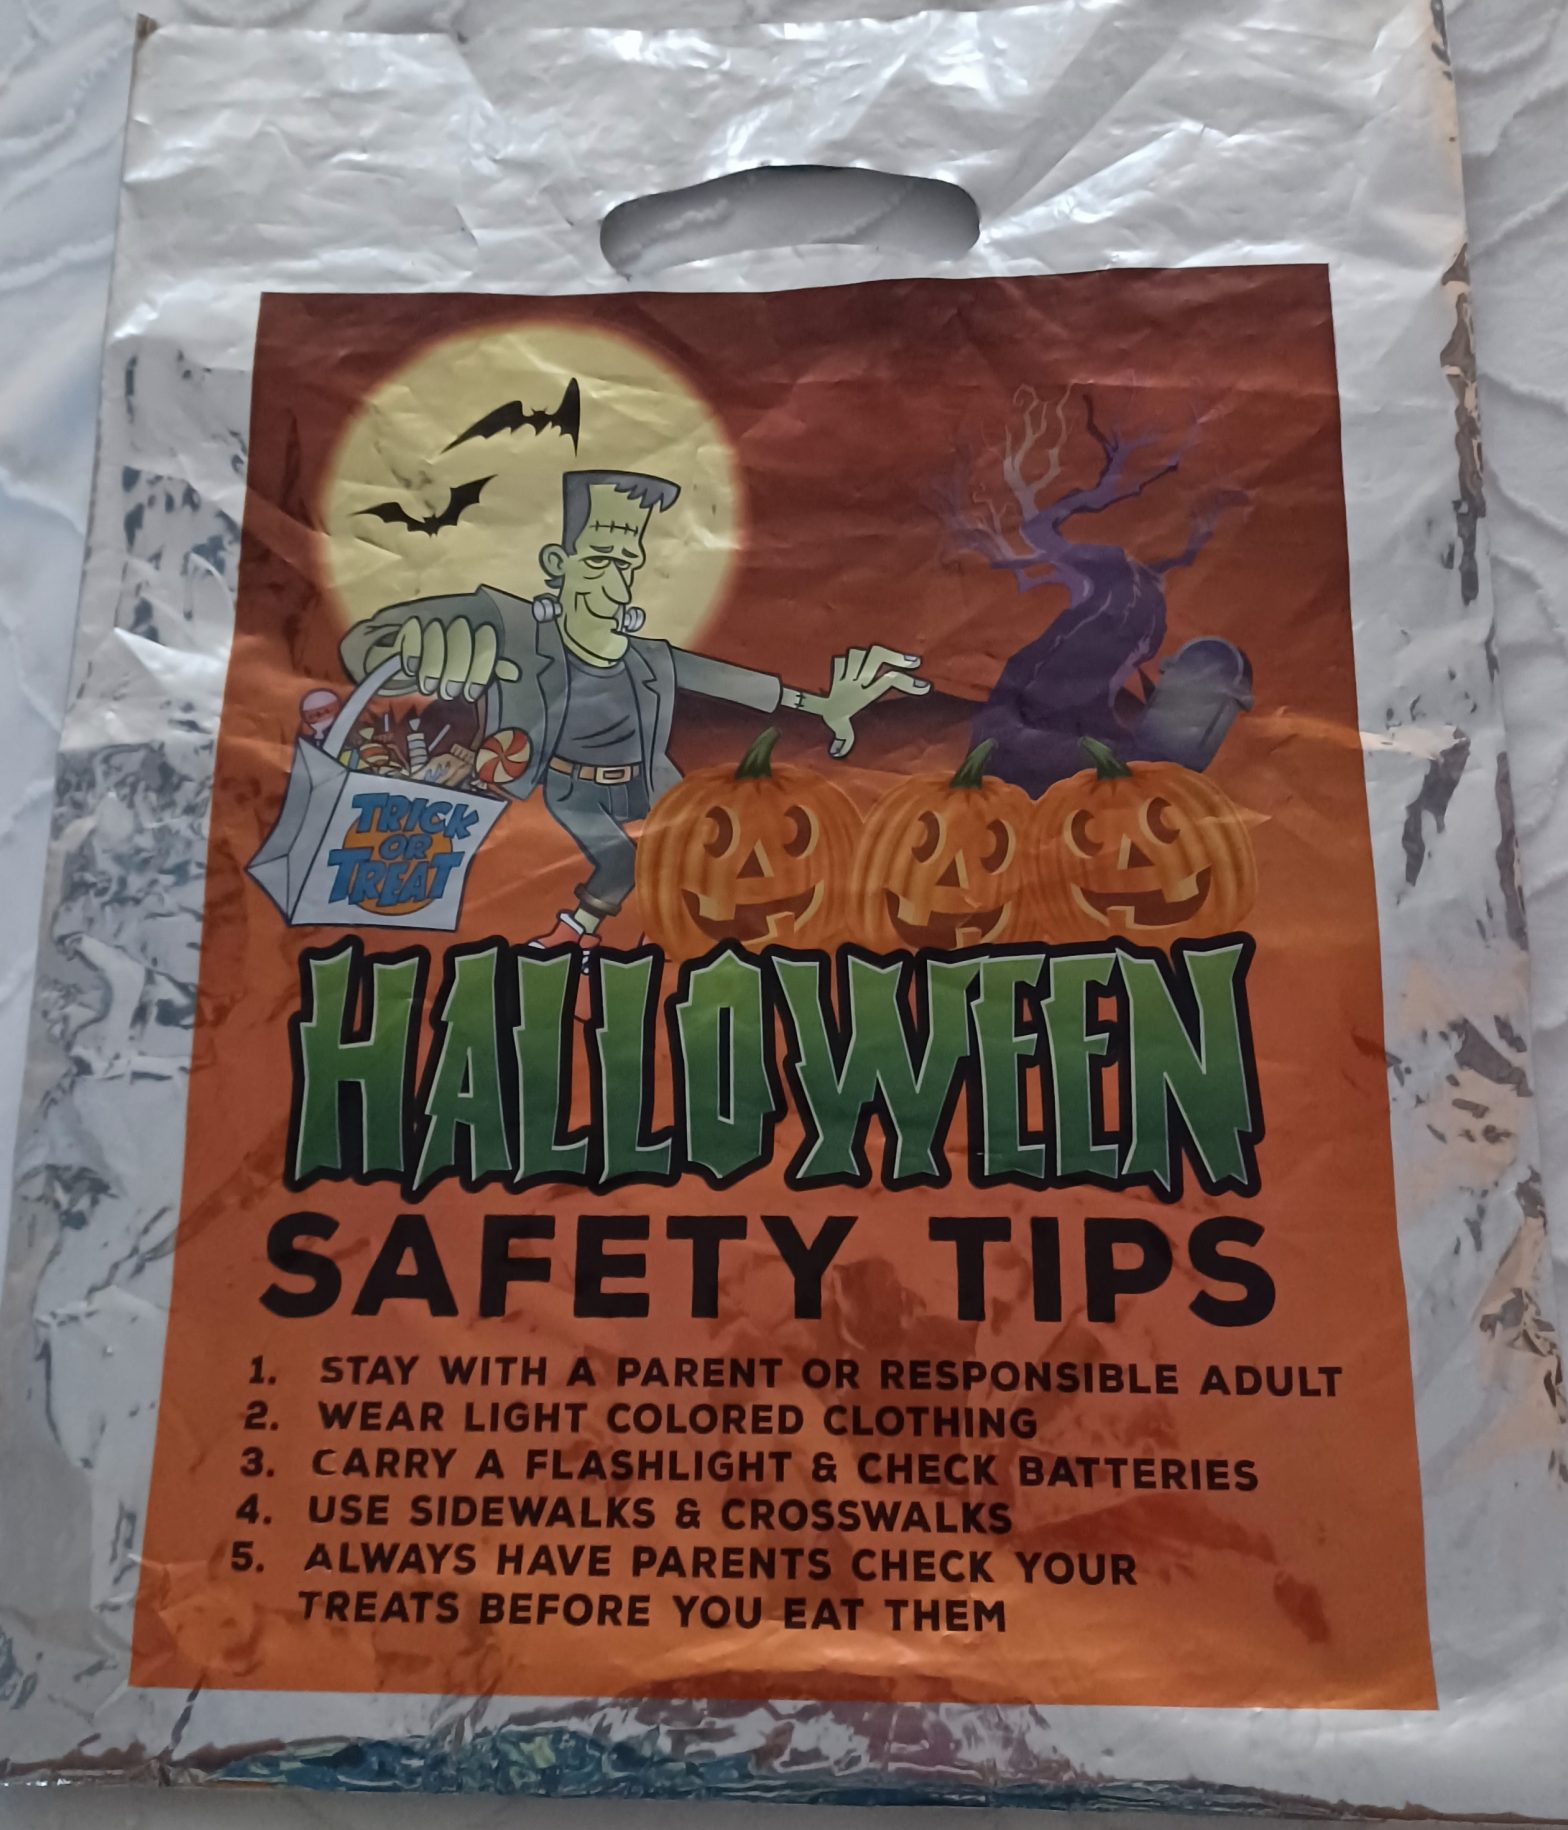 TRICK
OR
TREAT
HALLOWEEN
SAFETY TIPS
1. STAY WITH A PARENT OR RESPONSIBLE ADULT
2. WEAR LIGHT COLORED CLOTHING
3. CARRY A FLASHLIGHT & CHECK BATTERIES
4. USE SIDEWALKS & CROSSWALKS
5. ALWAYS HAVE PARENTS CHECK YOUR
TREATS BEFORE YOU EAT THEM